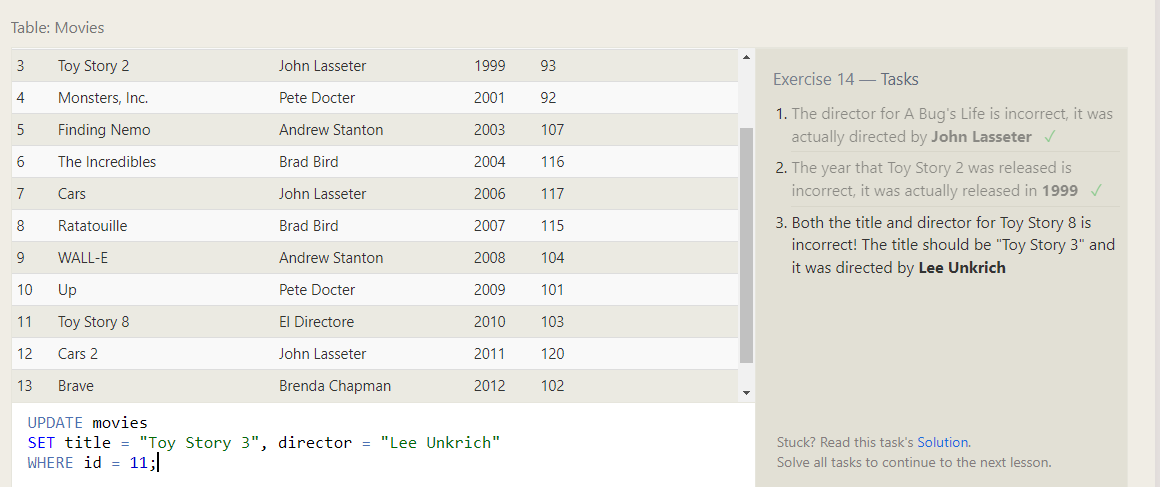 Table: Movies
3 Toy Story 2 John Lasseter 1999 93
4 Monsters, Inc. Pete Docter 2001 92
5 Finding Nemo Andrew Stanton 2003 107
6 The Incredibles Brad Bird 2004 116
7 Cars John Lasseter 2006 117
8 Ratatouille Brad Bird 2007 115
9 WALL-E Andrew Stanton 2008 104
10 Up Pete Docter 2009 101
11 Toy Story 8 El Directore 2010 103
12 Cars 2 John Lasseter 2011 120
13 Brave Brenda Chapman 2012 102
UPDATE movies
SET title = "Toy Story 3", director = "Lee Unkrich"
WHERE id = 11;
Exercise 14 — Tasks
1. The director for A Bug's Life is incorrect, it was
actually directed by John Lasseter ✓
2. The year that Toy Story 2 was released is
incorrect, it was actually released in 1999 ✓
3. Both the title and director for Toy Story 8 is
incorrect! The title should be "Toy Story 3" and
it was directed by Lee Unkrich
Stuck? Read this task's Solution.
Solve all tasks to continue to the next lesson.